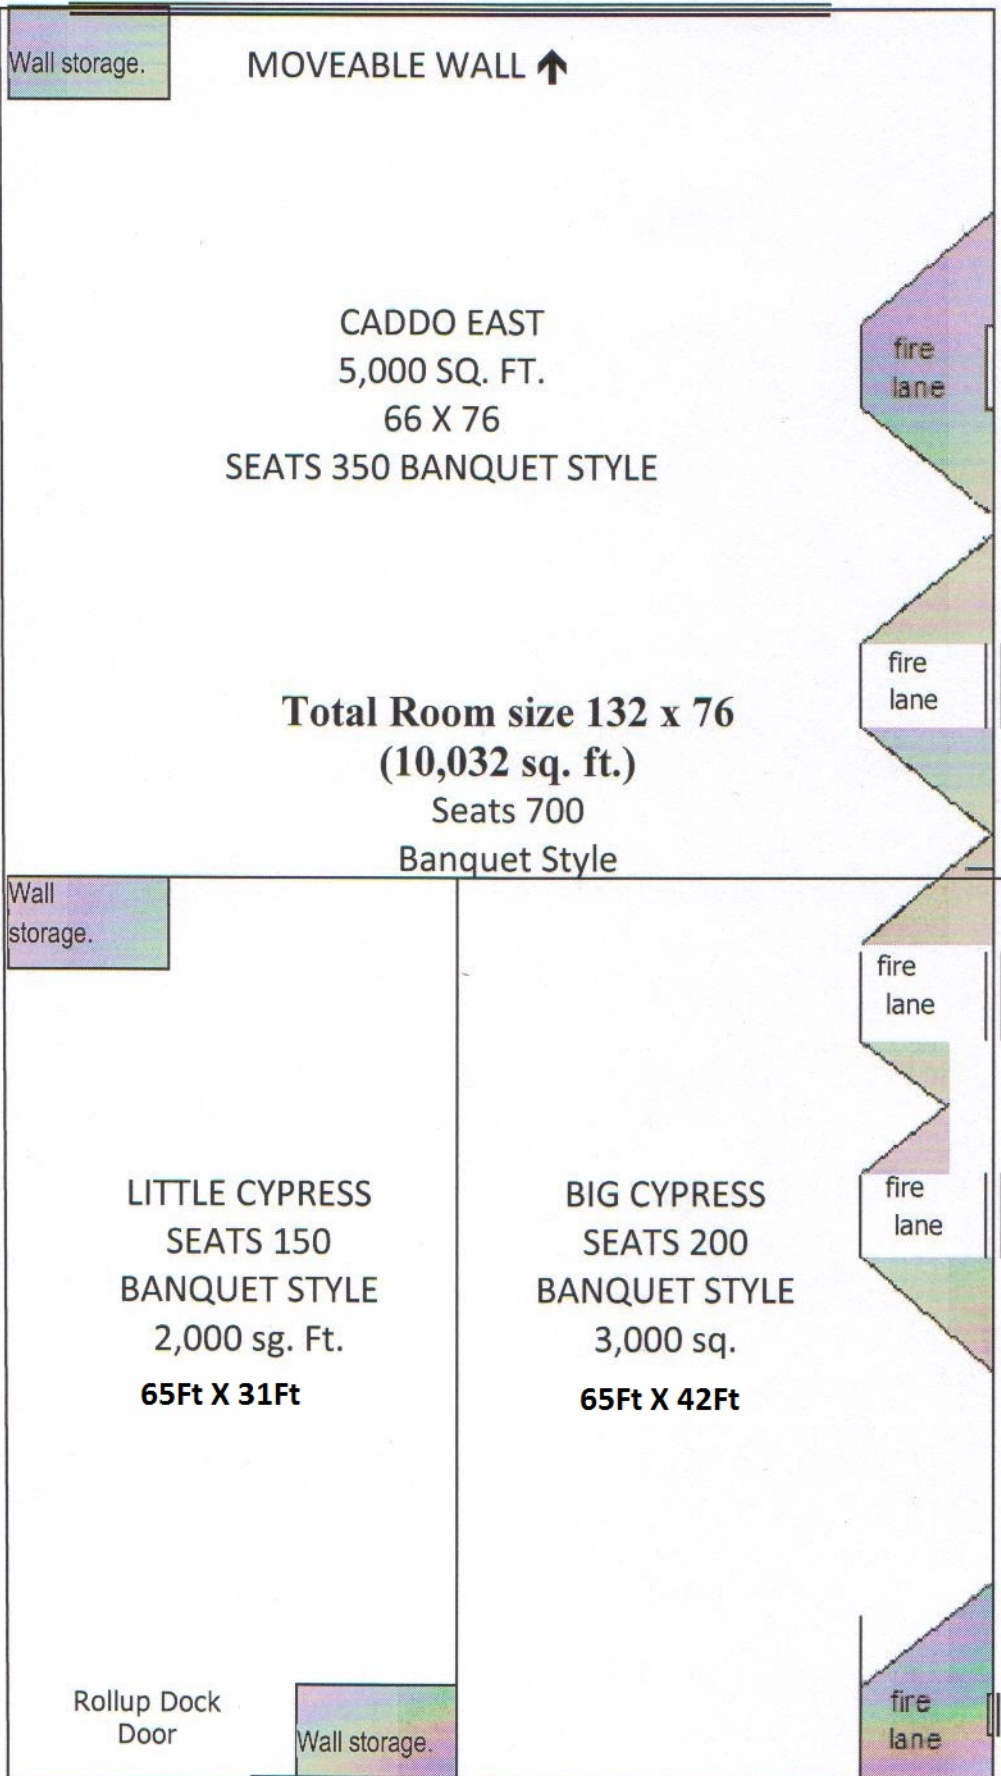 Wall storage.
MOVEABLE WALL ↑
CADDO EAST
5,000 SQ. FT.
66 X 76
SEATS 350 BANQUET STYLE
fire
lane
fire
lane
Total Room size 132 x 76
(10,032 sq. ft.)
Seats 700
Banquet Style
Wall
storage.
fire
lane
LITTLE CYPRESS
SEATS 150
BANQUET STYLE
2,000 sg. Ft.
65Ft X 31Ft
BIG CYPRESS
SEATS 200
BANQUET STYLE
3,000 sq.
65Ft X 42Ft
fire
lane
Rollup Dock
Door
Wall storage.
fire
lane